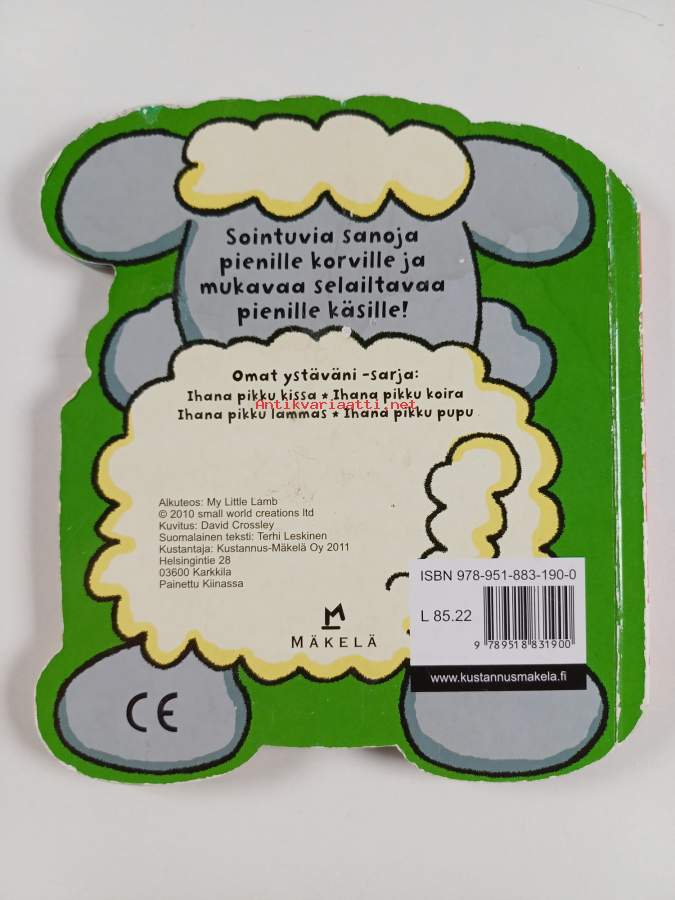 Sointuvia sanoja
pienille korville ja
mukavaa selailtavaa
pienille käsille!
Omat ystäväni -sarja:
Ihana pikku kissa ★ Ihana pikku koira
Antikvariaatti.net
Ihana pikku lammas ★ Ihana pikku pupu
Alkuteos: My Little Lamb
© 2010 small world creations ltd
Kuvitus: David Crossley
Suomalainen teksti: Terhi Leskinen
Kustantaja: Kustannus-Mäkelä Oy 2011
Helsingintie 28
03600 Karkkila
Painettu Kiinassa
MÄKELÄ
ISBN 978-951-883-190-0
L 85.22
9 789518 831900
www.kustannusmakela.fi
CE